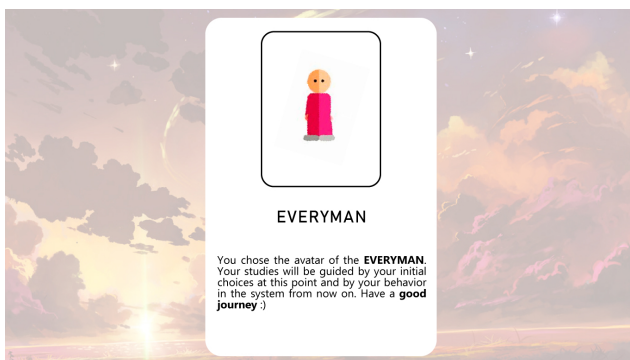 EVERYMAN
You chose the avatar of the EVERYMAN.
Your studies will be guided by your initial
choices at this point and by your behavior
in the system from now on. Have a good
journey :)